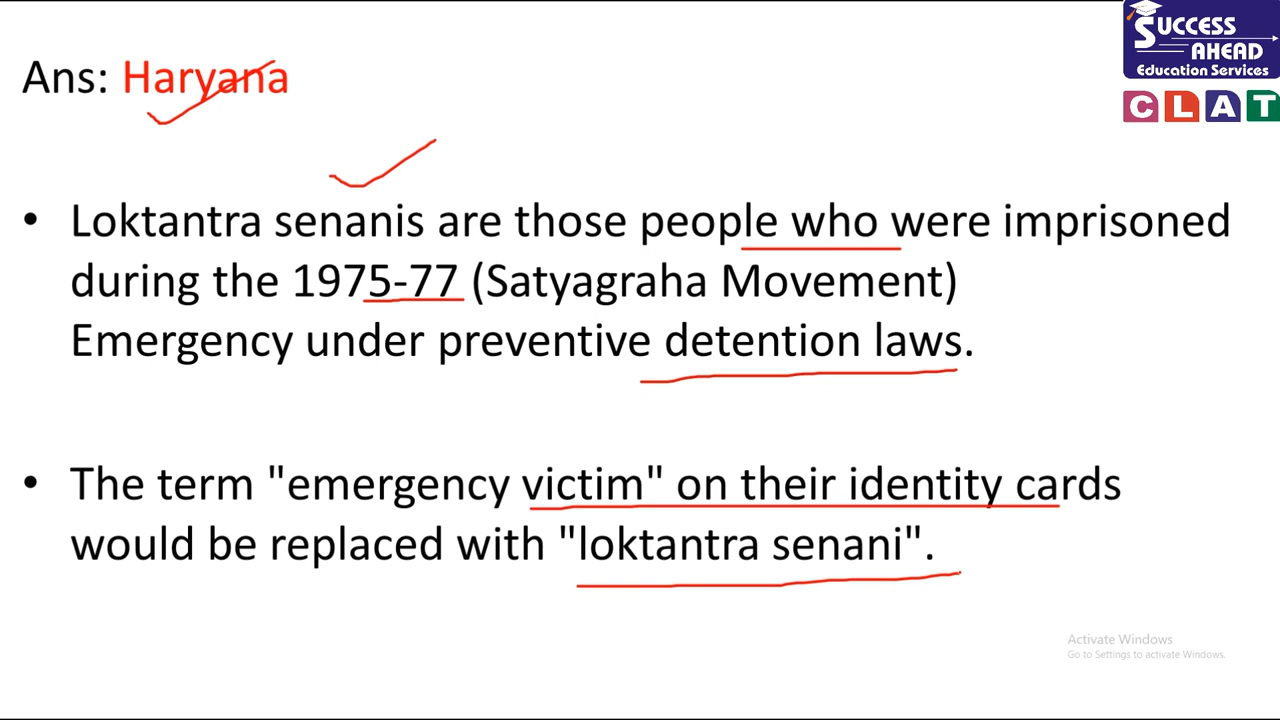 SUCCESS
AHEAD
Education Services
CLAT
Ans: Haryana
• Loktantra senanis are those people who were imprisoned
during the 1975-77 (Satyagraha Movement)
Emergency under preventive detention laws.
• The term "emergency victim" on their identity cards
would be replaced with "loktantra senani".
Activate Windows
Go to Settings to activate Windows.